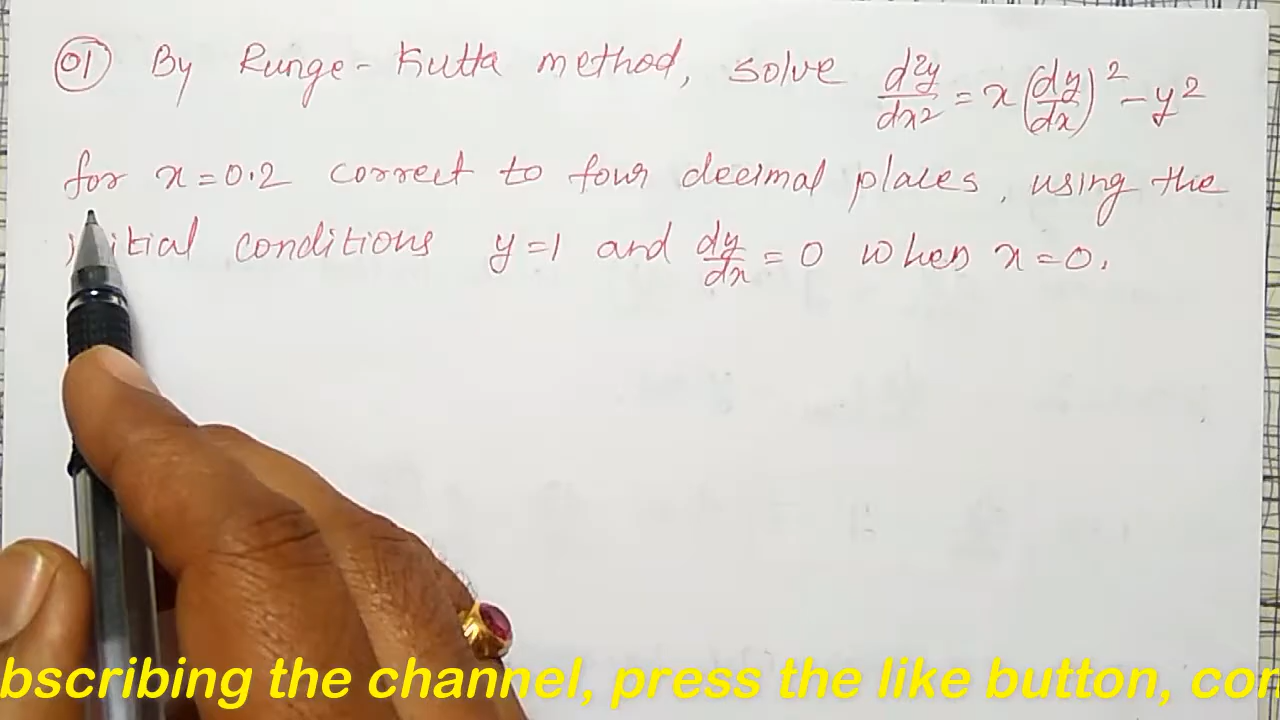 01 By Runge-Kutta method, solve d²y/dx² = x(dy/dx)² - y²
for x=0.2 correct to four decimal places, using the
itial conditions y=1 and dy/dx = 0 when x=0.
bscribing the channel, press the like button, con